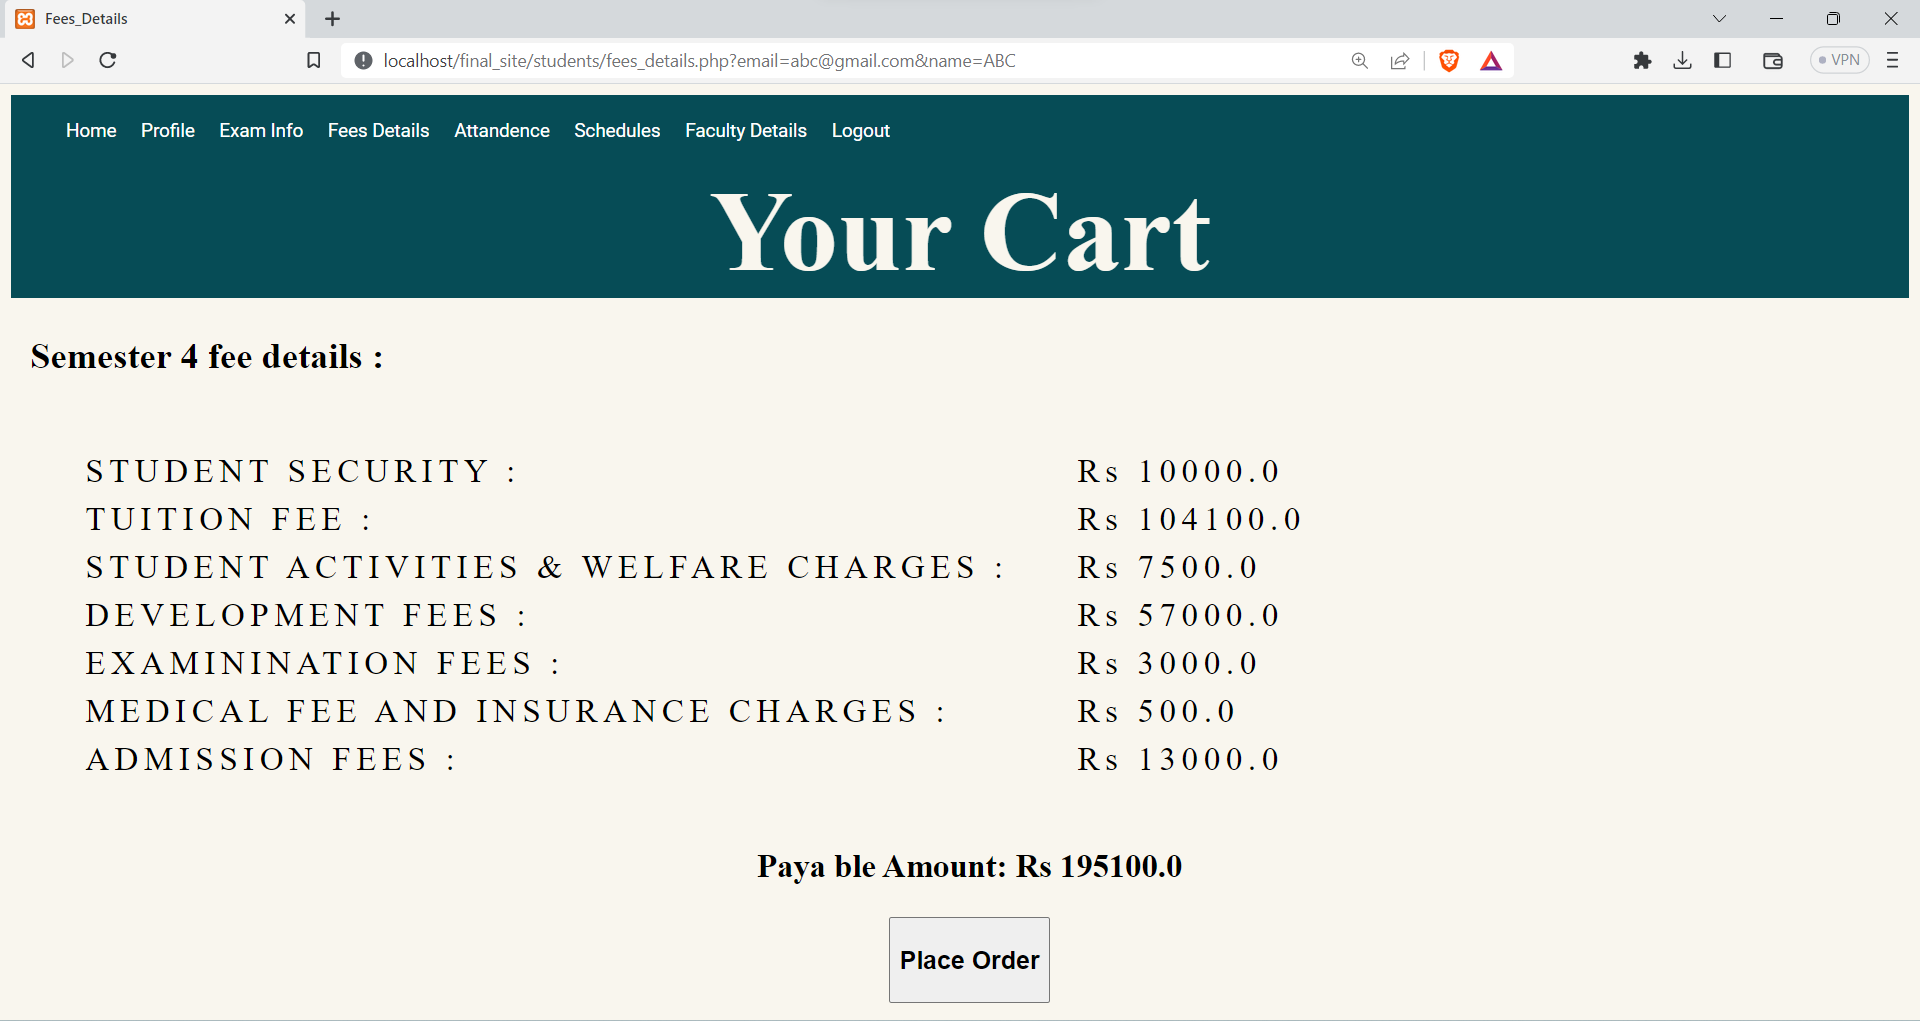 Fees_Details
localhost/final_site/students/fees_details.php?email=abc@gmail.com&name=ABC
VPN
Home Profile Exam Info Fees Details Attandence Schedules Faculty Details Logout
Your Cart
Semester 4 fee details :
STUDENT SECURITY : Rs 10000.0
TUITION FEE : Rs 104100.0
STUDENT ACTIVITIES & WELFARE CHARGES : Rs 7500.0
DEVELOPMENT FEES : Rs 57000.0
EXAMININATION FEES : Rs 3000.0
MEDICAL FEE AND INSURANCE CHARGES : Rs 500.0
ADMISSION FEES : Rs 13000.0
Paya ble Amount: Rs 195100.0
Place Order